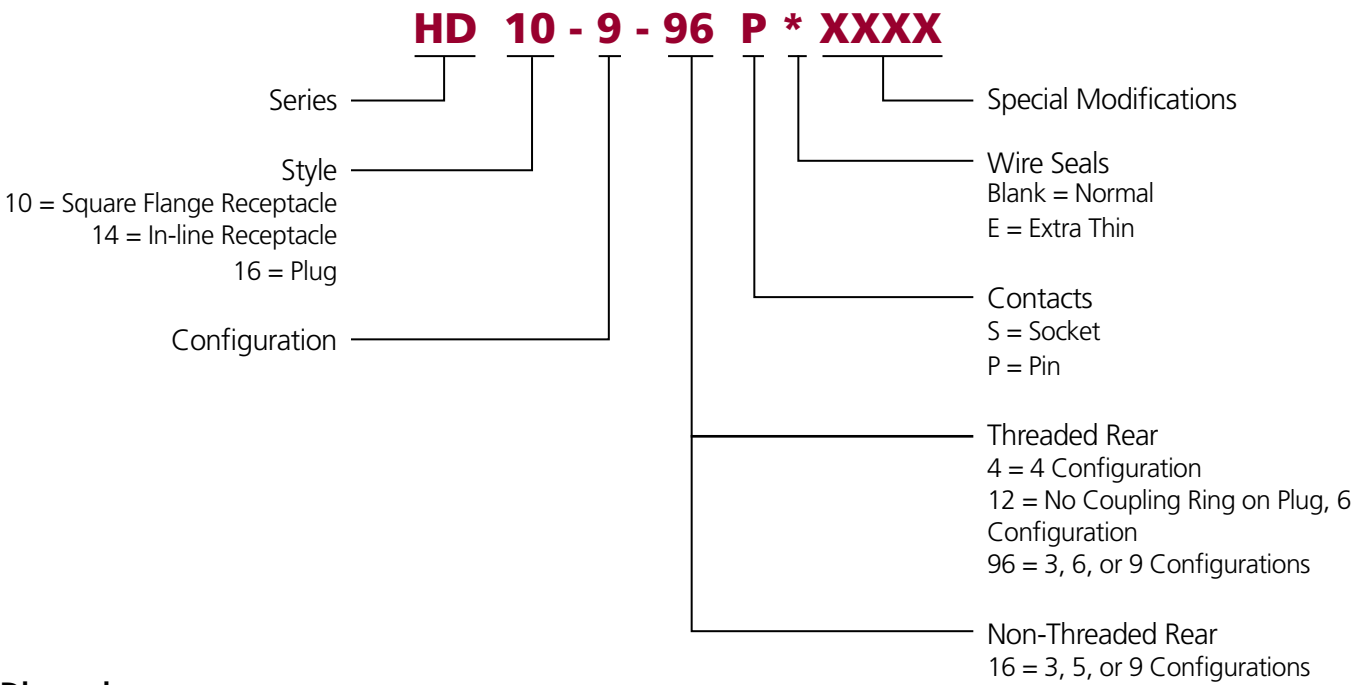 HD 10 - 9 - 96 P * XXXX
Series
Style
10 = Square Flange Receptacle
14 = In-line Receptacle
16 = Plug
Configuration
Special Modifications
Wire Seals
Blank = Normal
E = Extra Thin
Contacts
S = Socket
P = Pin
Threaded Rear
4 = 4 Configuration
12 = No Coupling Ring on Plug, 6
Configuration
96 = 3, 6, or 9 Configurations
Non-Threaded Rear
16 = 3, 5, or 9 Configurations